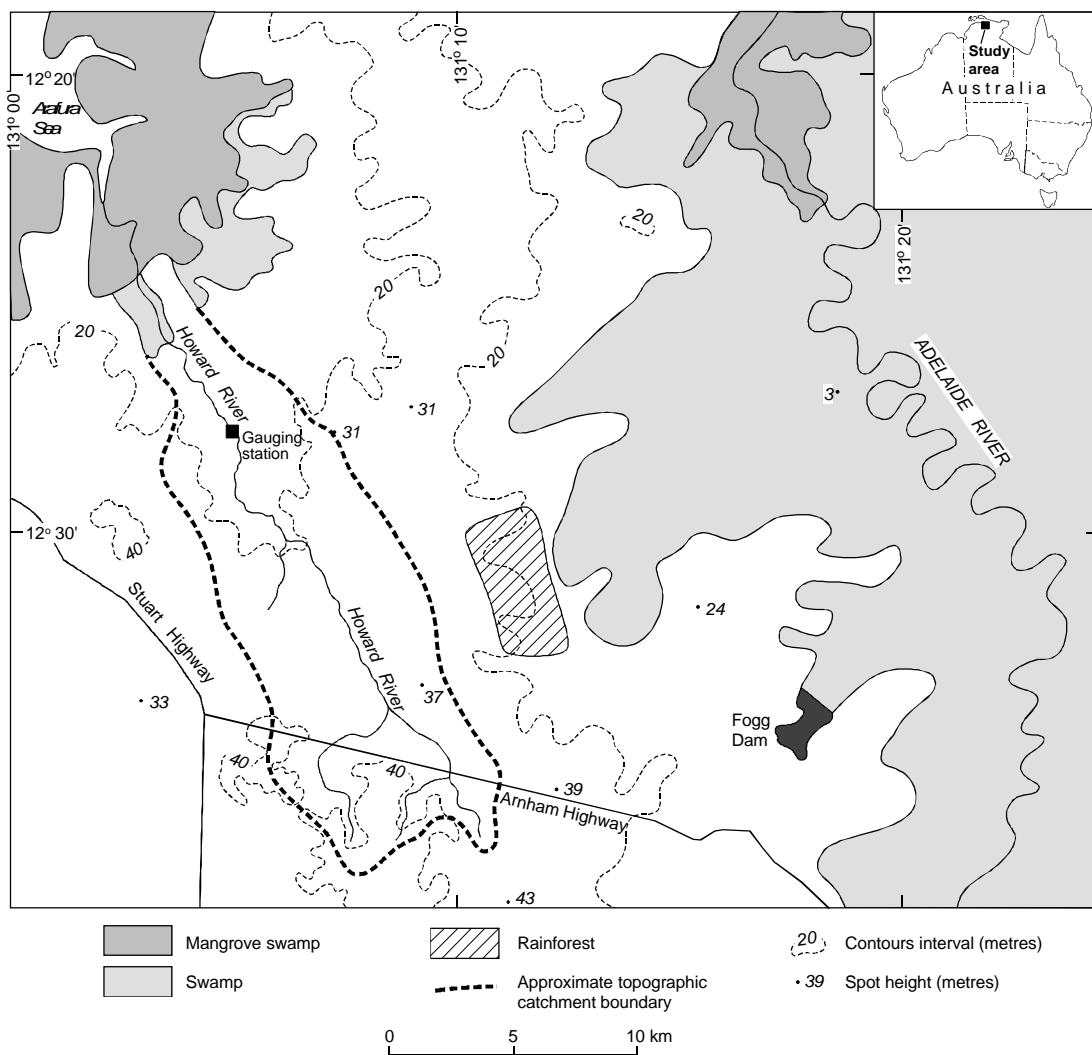 12° 20'
131° 00'
Arafura
Sea
131° 10'
Study
area
Australia
20
131° 20'
20
20
Howard River
20
ADELAIDE RIVER
3
31
31
Gauging
station
12° 30'
40
Stuart Highway
24
Howard River
37
33
Fogg
Dam
40
40
39
Arnham Highway
43
Mangrove swamp
Swamp
Rainforest
Approximate topographic
catchment boundary
20
Contours interval (metres)
39
Spot height (metres)
0 5 10 km